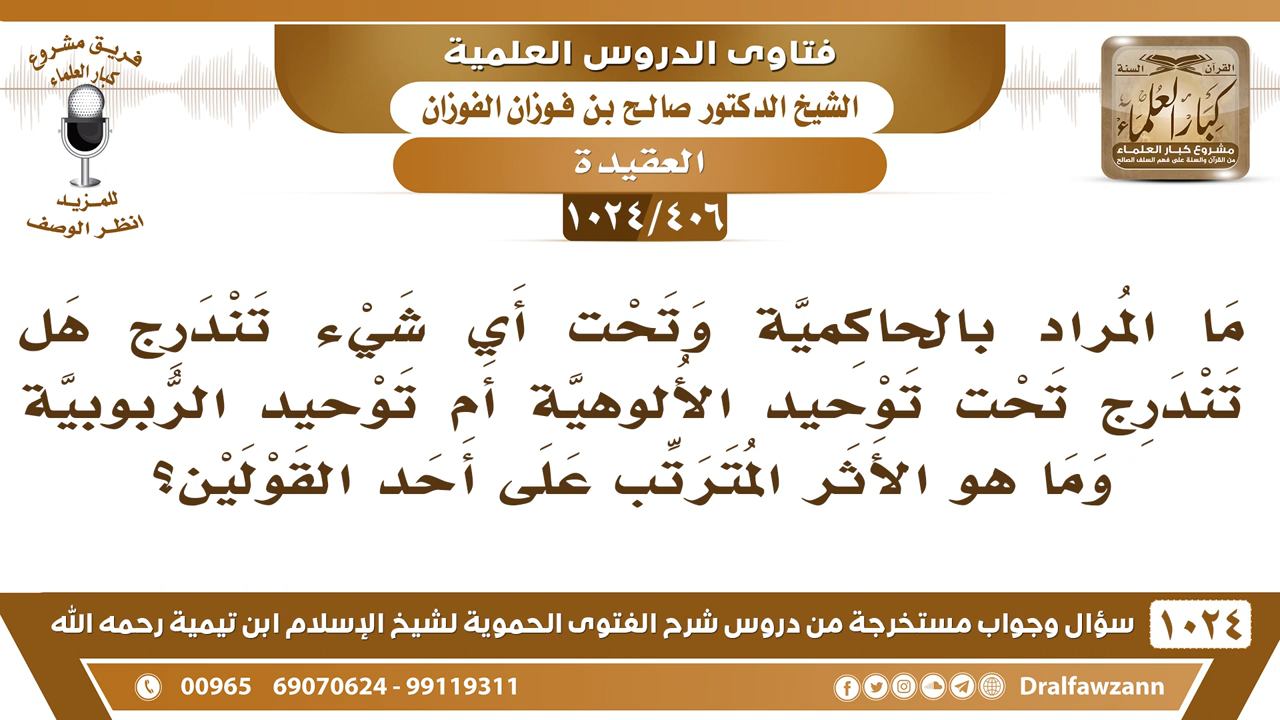 فتاوى الدروس العلمية
الشيخ الدكتور صالح بن فوزان الفوزان
العقيدة
١٠٢٤/٤٠٦
فريق مشروع
كبار العلماء
للمزيد
انظر الوصف
القرآن السنة
كبار العلماء
مشروع كبار العلماء
من القرآن والسنة على فهم السلف الصالح
مَا المُراد بالحاكميَّة وَتَحْت أَي شَيْء تَنْدَرج هَل
تَنْدَرِج تَحْت تَوْحيد الأُلوهيَّة أَم تَوْحيد الرُّبوبيَّة
وَمَا هو الأَثَر المُتَرَتِّب عَلَى أَحَد القَوْلَيْن؟
١٠٢٤ سؤال وجواب مستخرجة من دروس شرح الفتوى الحموية لشيخ الإسلام ابن تيمية رحمه الله
00965 69070624 - 99119311
Dralfawzann